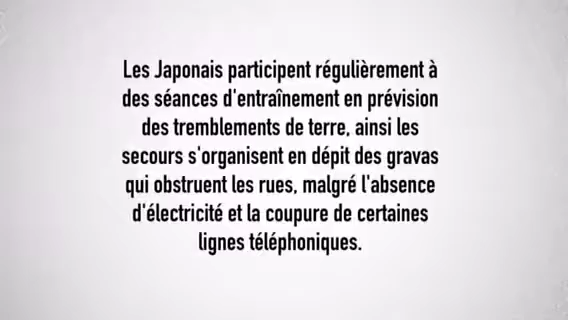 Les Japonais participent régulièrement à
des séances d'entraînement en prévision
des tremblements de terre, ainsi les
secours s'organisent en dépit des gravas
qui obstruent les rues, malgré l'absence
d'électricité et la coupure de certaines
lignes téléphoniques.